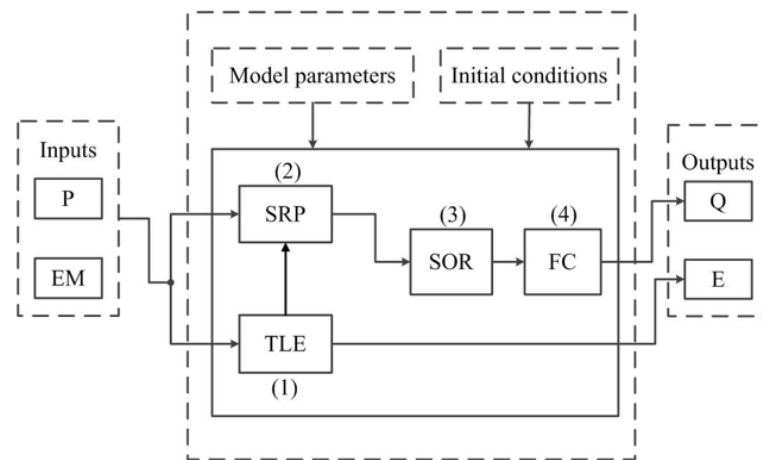 Model parameters
Initial conditions
Inputs
P
EM
(2)
SRP
(3)
SOR
(4)
FC
TLE
(1)
Outputs
Q
E